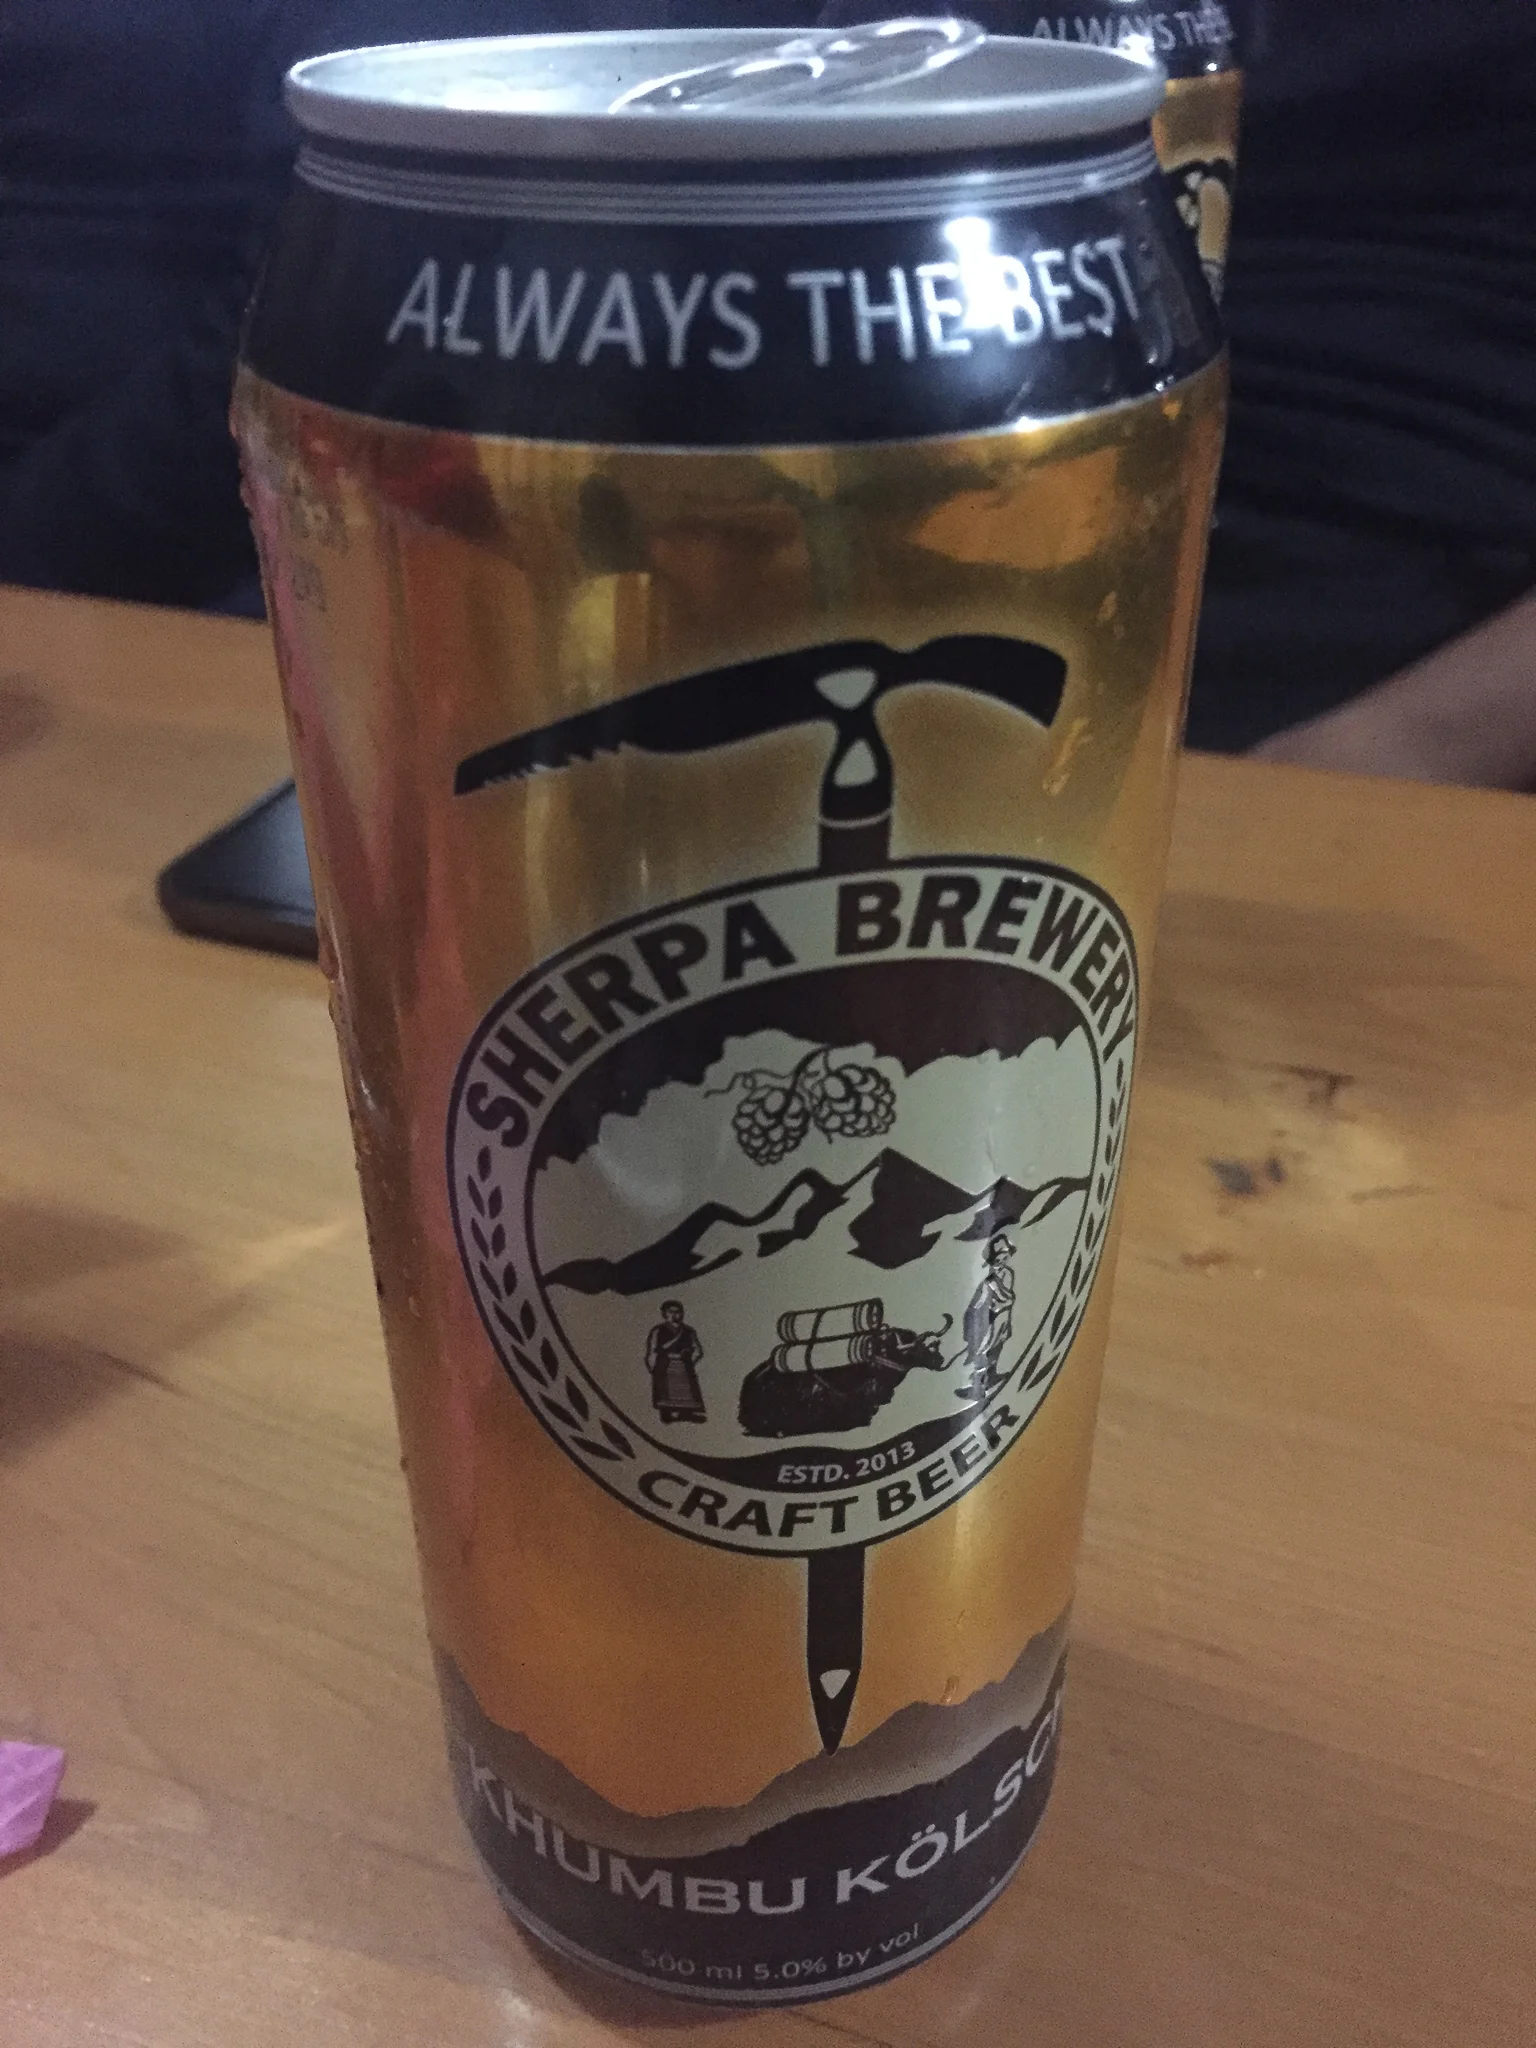 ALWAYS THE
ALWAYS THE BEST
SHERPA BREWERY
ESTD. 2013
CRAFT BEER
KHUMBU KÖLSC
500 ml 5.0% by vol